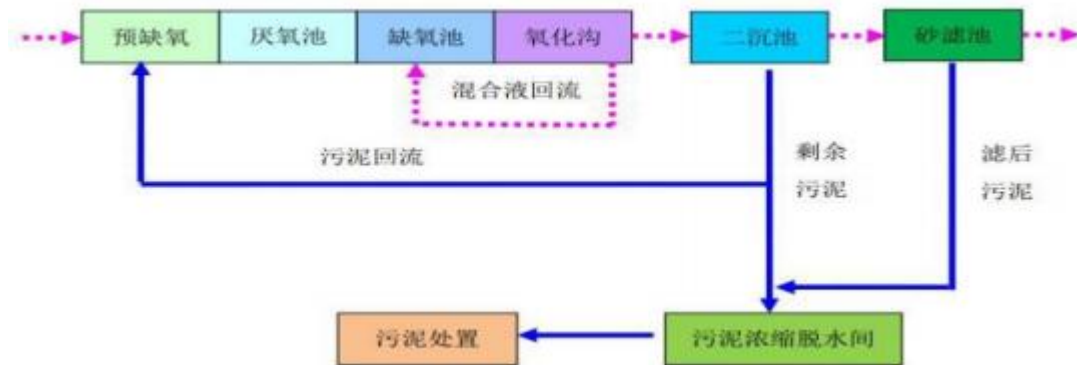 预缺氧 厌氧池 缺氧池 氧化沟 二沉池 砂滤池
混合液回流
污泥回流
剩余
污泥
滤后
污泥
污泥处置 污泥浓缩脱水间